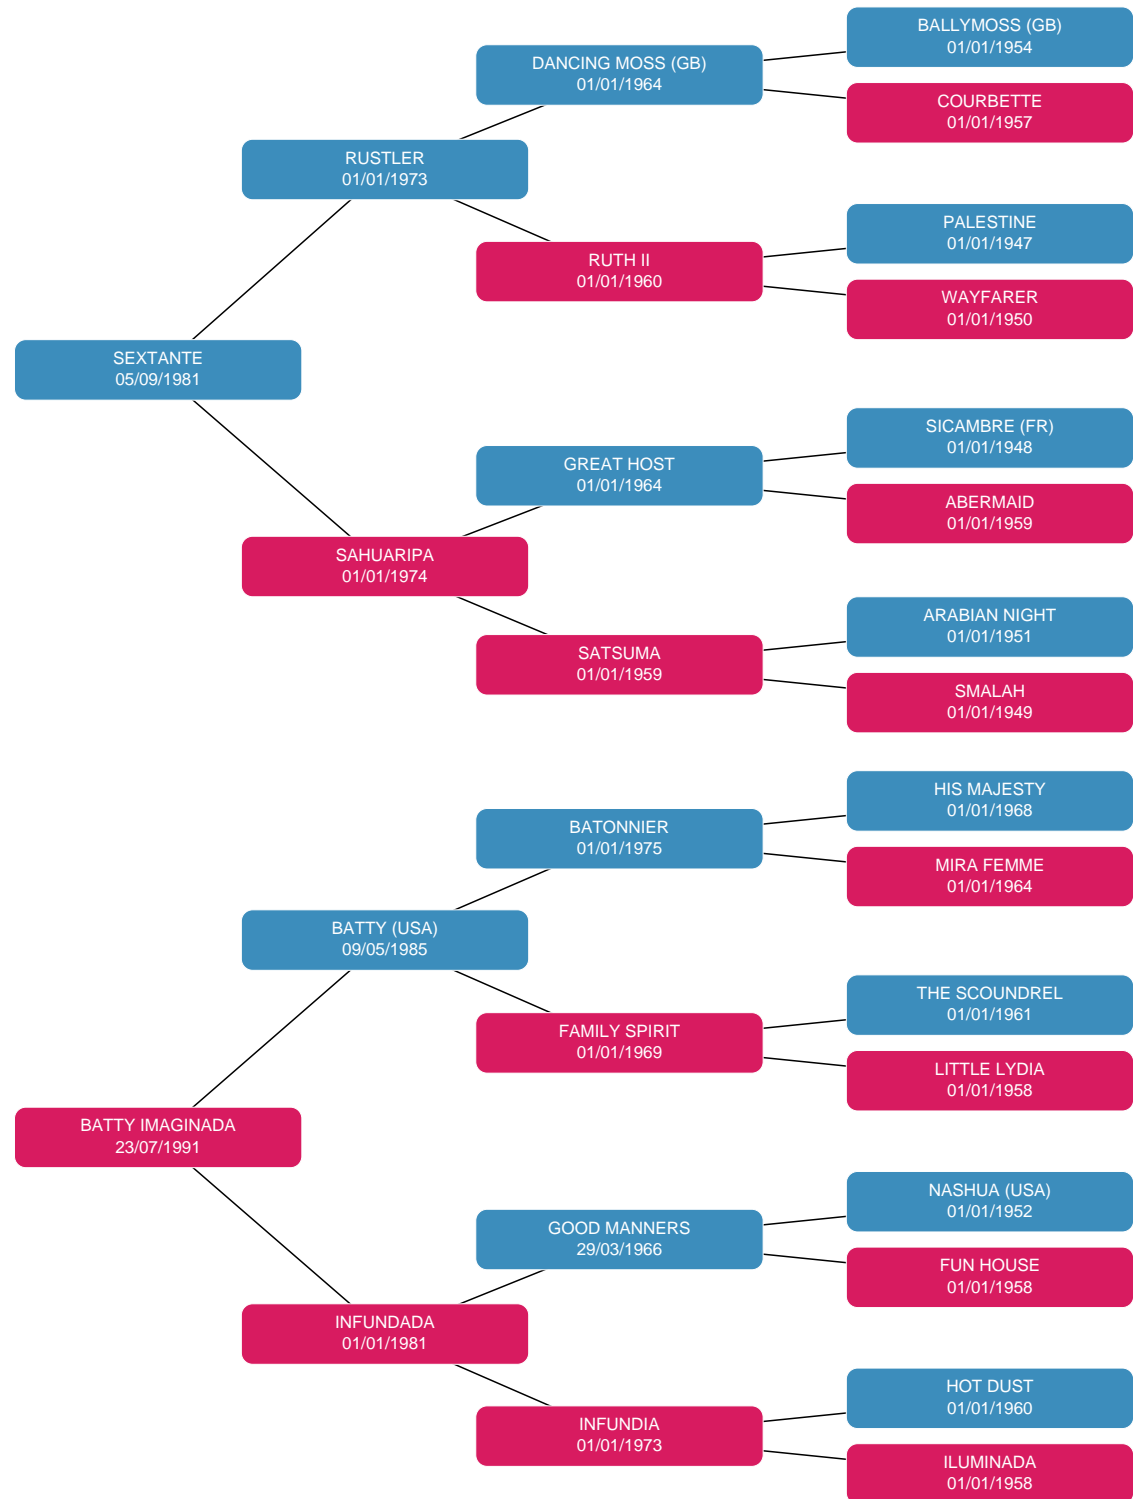 BALLYMOSS (GB)
01/01/1954
DANCING MOSS (GB)
01/01/1964
COURBETTE
01/01/1957
RUSTLER
01/01/1973
PALESTINE
01/01/1947
RUTH II
01/01/1960
WAYFARER
01/01/1950
SEXTANTE
05/09/1981
SICAMBRE (FR)
01/01/1948
GREAT HOST
01/01/1964
ABERMAID
01/01/1959
SAHUARIPA
01/01/1974
ARABIAN NIGHT
01/01/1951
SATSUMA
01/01/1959
SMALAH
01/01/1949
HIS MAJESTY
01/01/1968
BATONNIER
01/01/1975
MIRA FEMME
01/01/1964
BATTY (USA)
09/05/1985
THE SCOUNDREL
01/01/1961
FAMILY SPIRIT
01/01/1969
LITTLE LYDIA
01/01/1958
BATTY IMAGINADA
23/07/1991
NASHUA (USA)
01/01/1952
GOOD MANNERS
29/03/1966
FUN HOUSE
01/01/1958
INFUNDADA
01/01/1981
HOT DUST
01/01/1960
INFUNDIA
01/01/1973
ILUMINADA
01/01/1958